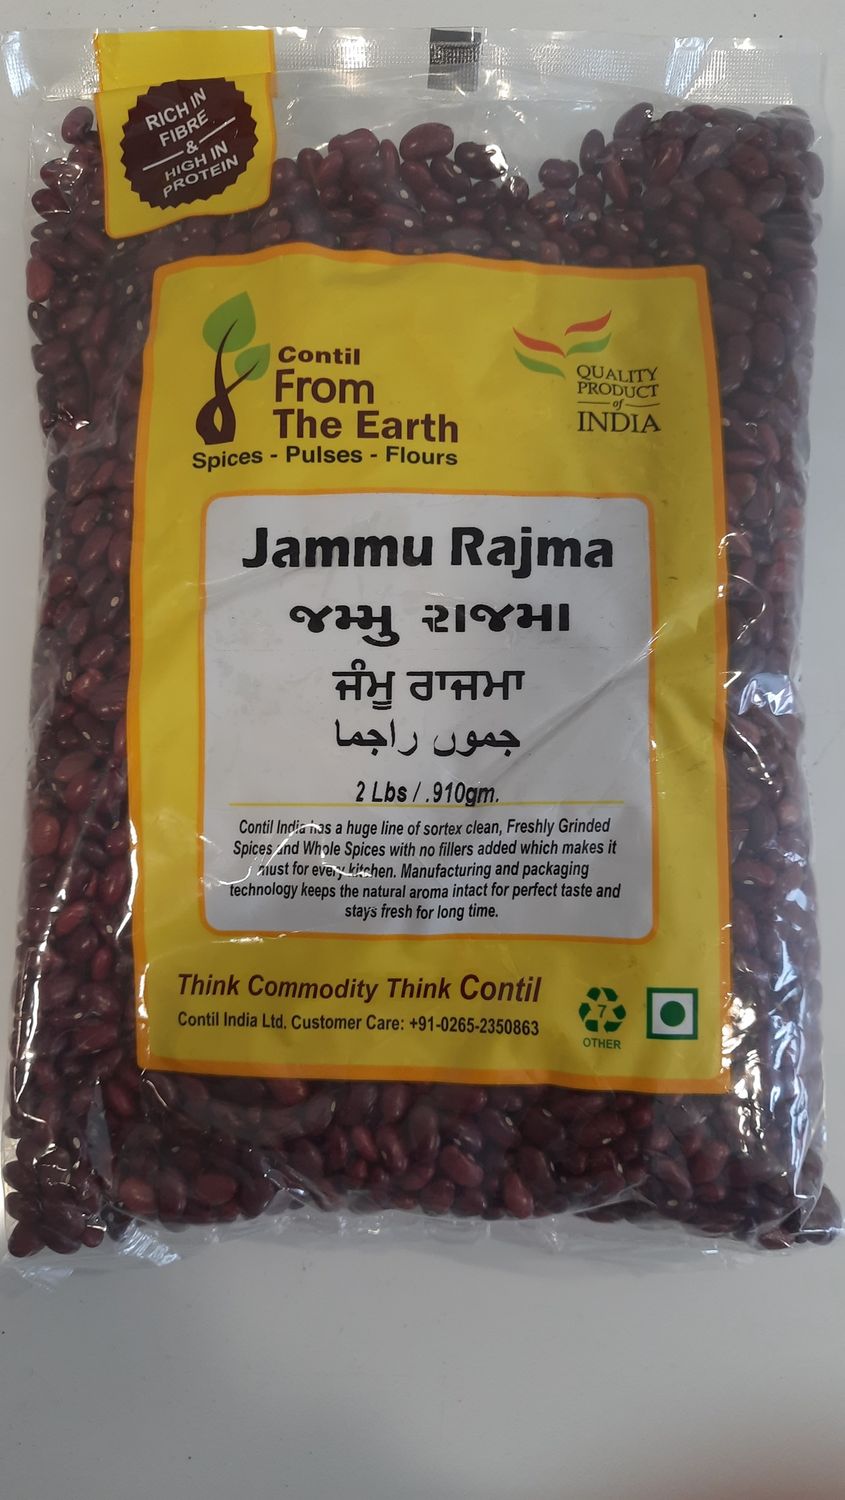 RICH IN
FIBRE
&
HIGH IN
PROTEIN
Contil
From
The Earth
Spices - Pulses - Flours
QUALITY
PRODUCT
of
INDIA
Jammu Rajma
જમ્મુ રાજમા
ਜੰਮੂ ਰਾਜਮਾ
جموں راجما
2 Lbs / .910gm.
Contil India has a huge line of sortex clean, Freshly Grinded
Spices and Whole Spices with no fillers added which makes it
must for every kitchen. Manufacturing and packaging
technology keeps the natural aroma intact for perfect taste and
stays fresh for long time.
Think Commodity Think Contil
Contil India Ltd. Customer Care: +91-0265-2350863
7
OTHER